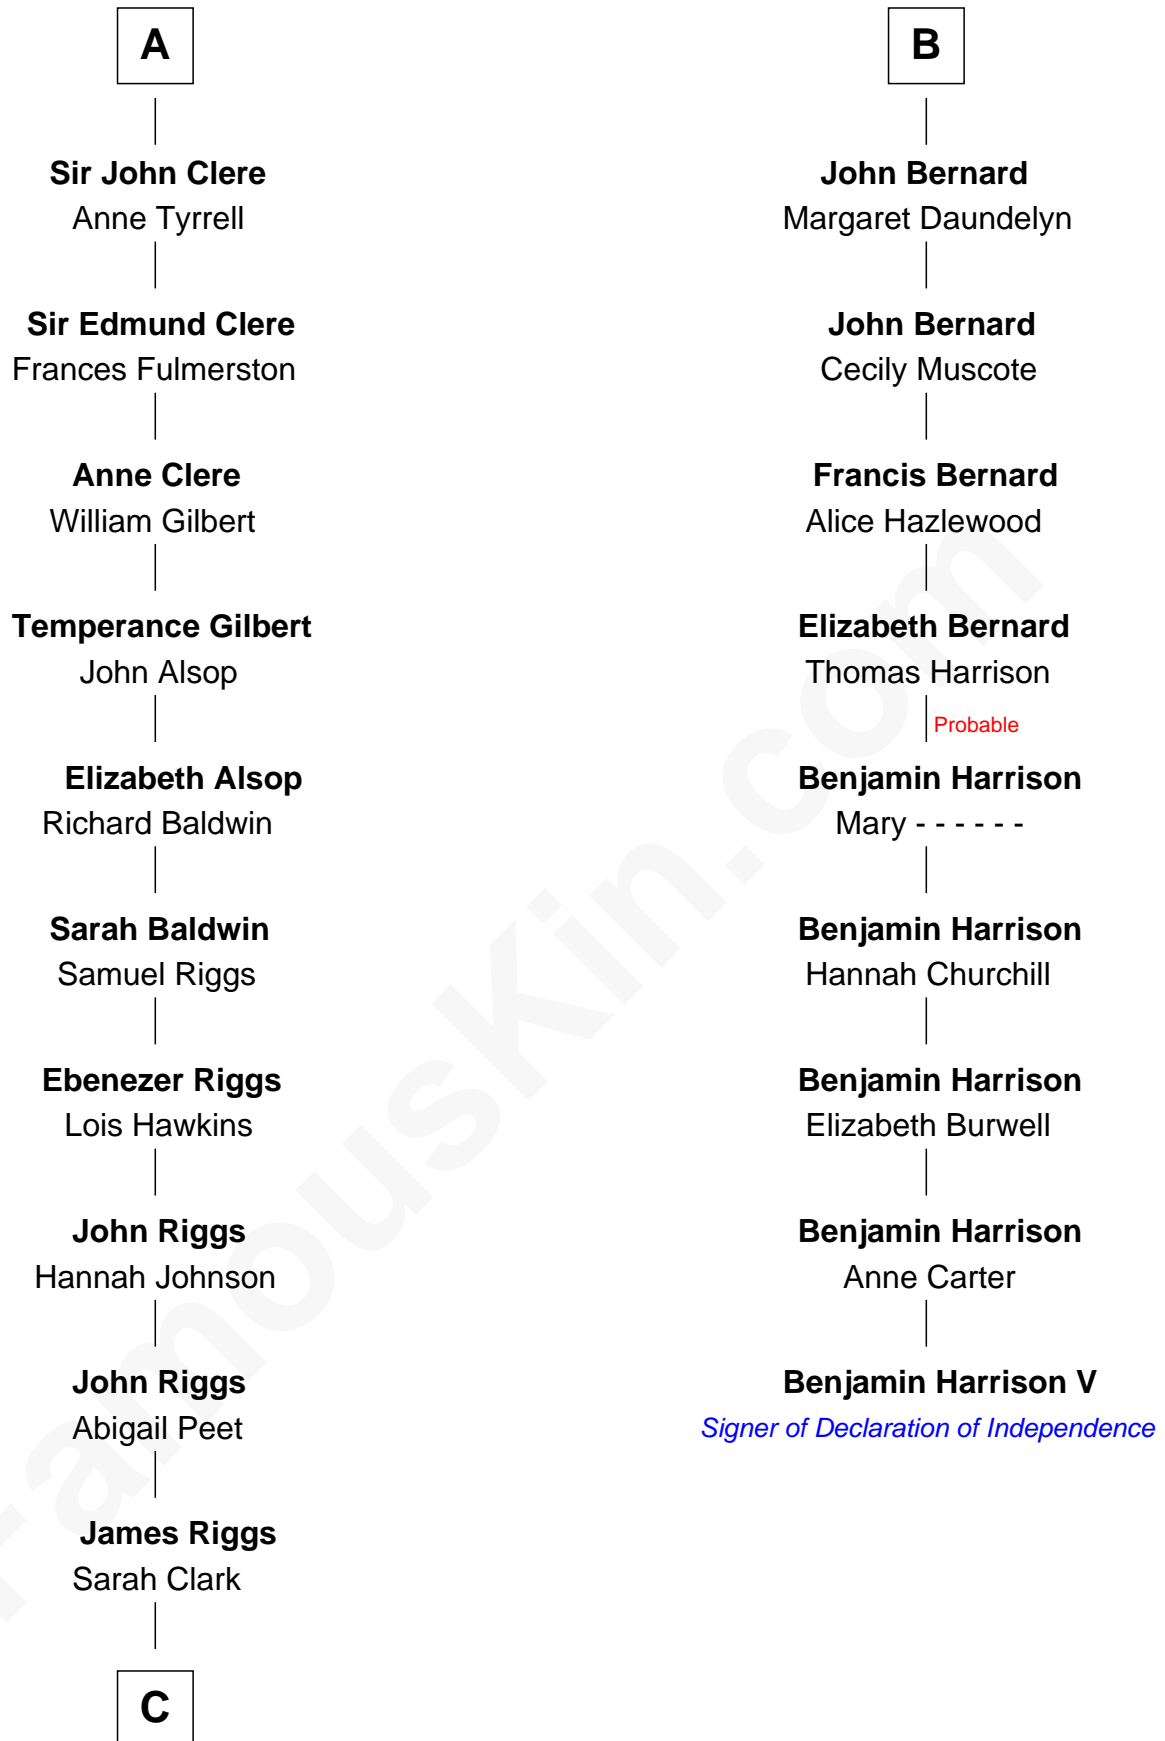 A
Sir John Clere
Anne Tyrrell
Sir Edmund Clere
Frances Fulmerston
Anne Clere
William Gilbert
Temperance Gilbert
John Alsop
Elizabeth Alsop
Richard Baldwin
Sarah Baldwin
Samuel Riggs
Ebenezer Riggs
Lois Hawkins
John Riggs
Hannah Johnson
John Riggs
Abigail Peet
James Riggs
Sarah Clark
C
B
John Bernard
Margaret Daundelyn
John Bernard
Cecily Muscote
Francis Bernard
Alice Hazlewood
Elizabeth Bernard
Thomas Harrison
Probable
Benjamin Harrison
Mary - - - - - -
Benjamin Harrison
Hannah Churchill
Benjamin Harrison
Elizabeth Burwell
Benjamin Harrison
Anne Carter
Benjamin Harrison V
Signer of Declaration of Independence
FamousKin.com